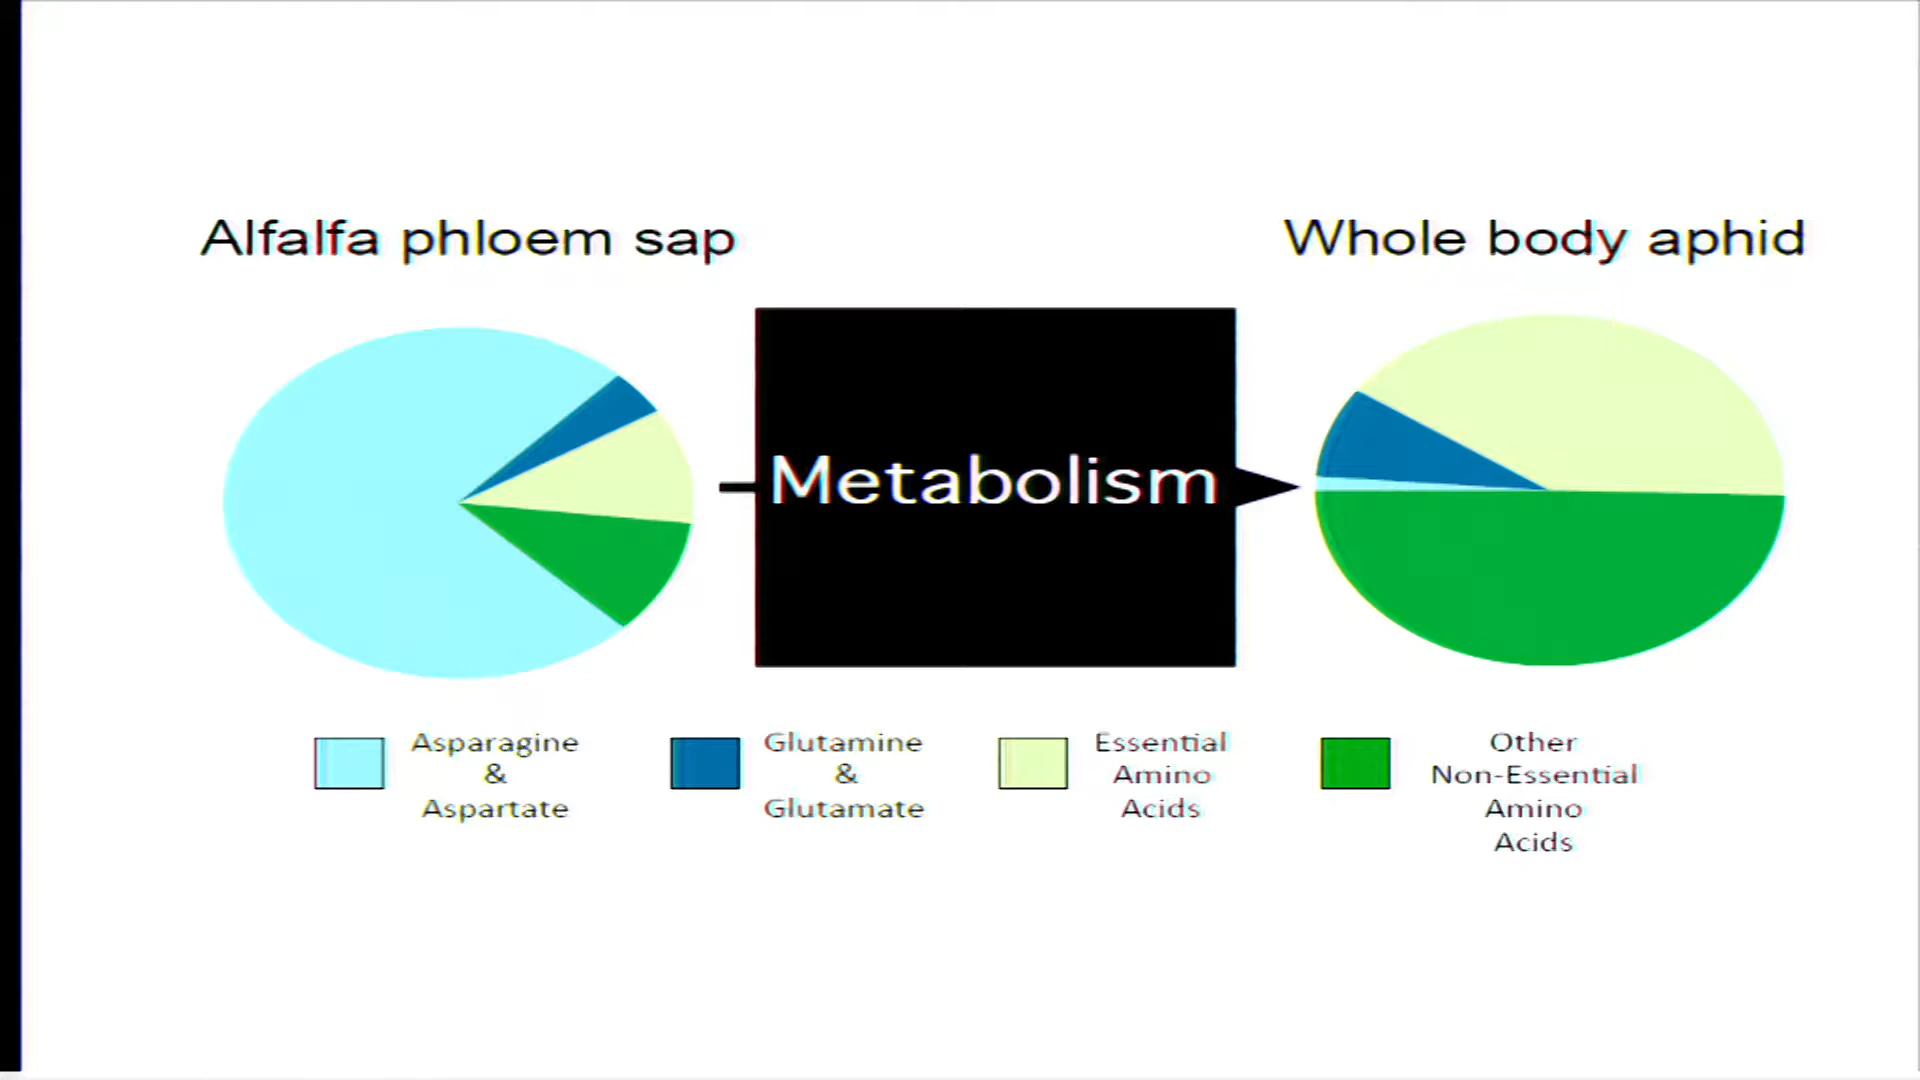 Alfalfa phloem sap
Whole body aphid
Metabolism
Asparagine
&
Aspartate
Glutamine
&
Glutamate
Essential
Amino
Acids
Other
Non-Essential
Amino
Acids